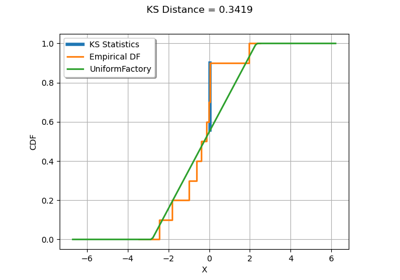 KS Distance = 0.3419
KS Statistics
Empirical DF
UniformFactory
1.0
0.8
0.6
0.4
0.2
0.0
CDF
−6 −4 −2 0 2 4 6
X